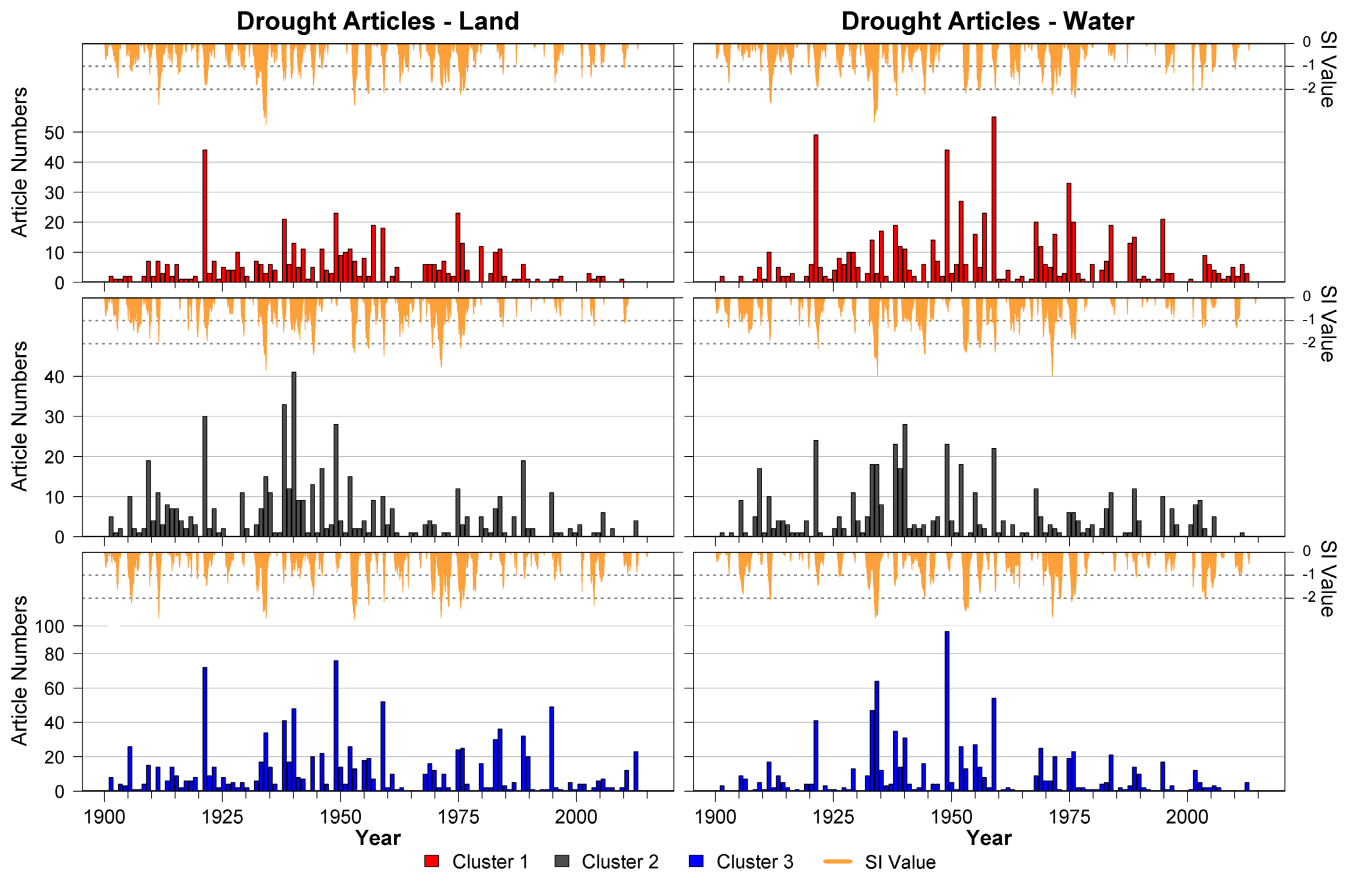 Drought Articles - Land
Drought Articles - Water
0
-1
-2
SI Value
Article Numbers
50
40
30
20
10
0
0
-1
-2
SI Value
Article Numbers
40
30
20
10
0
0
-1
-2
SI Value
Article Numbers
100
80
60
40
20
0
1900 1925 1950 1975 2000
1900 1925 1950 1975 2000
Year
Year
Cluster 1 Cluster 2 Cluster 3 SI Value